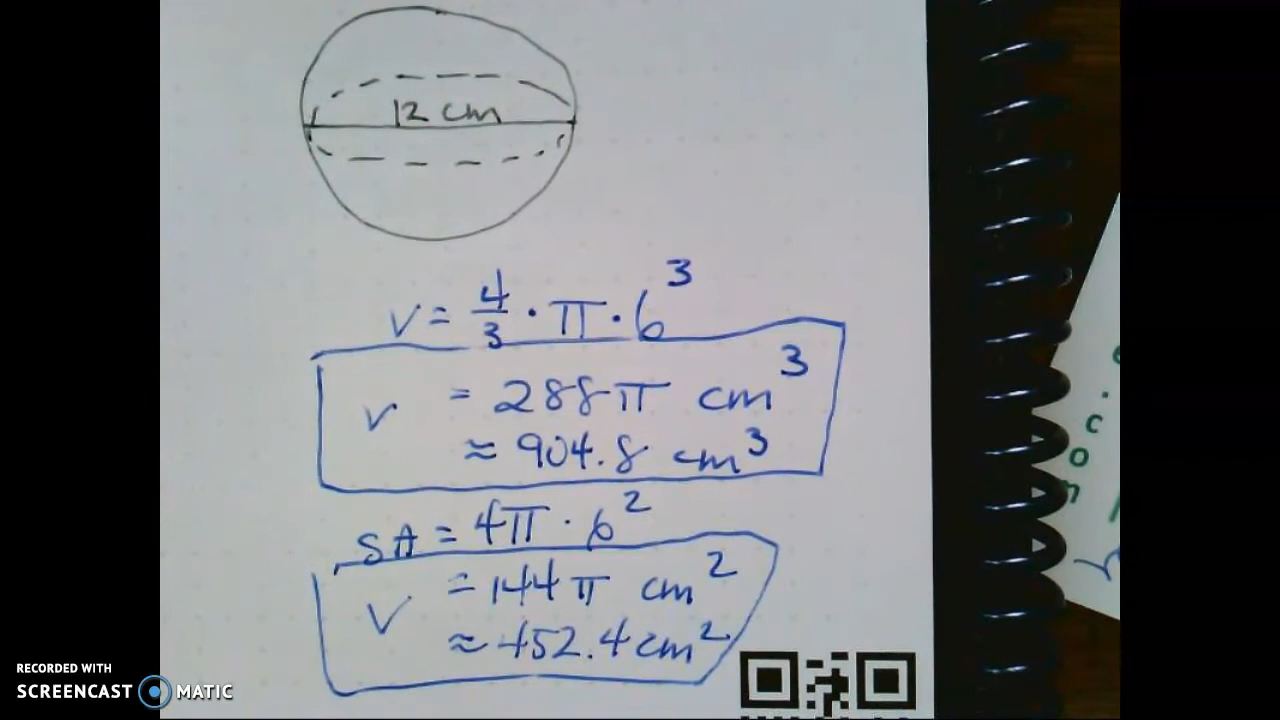 12 cm
V = 4/3 · π · 6³
V = 288π cm³
≈ 904.8 cm³
SA = 4π · 6²
V = 144π cm²
≈ 452.4 cm²
e
.
c
o
m
RECORDED WITH
SCREENCAST MATIC